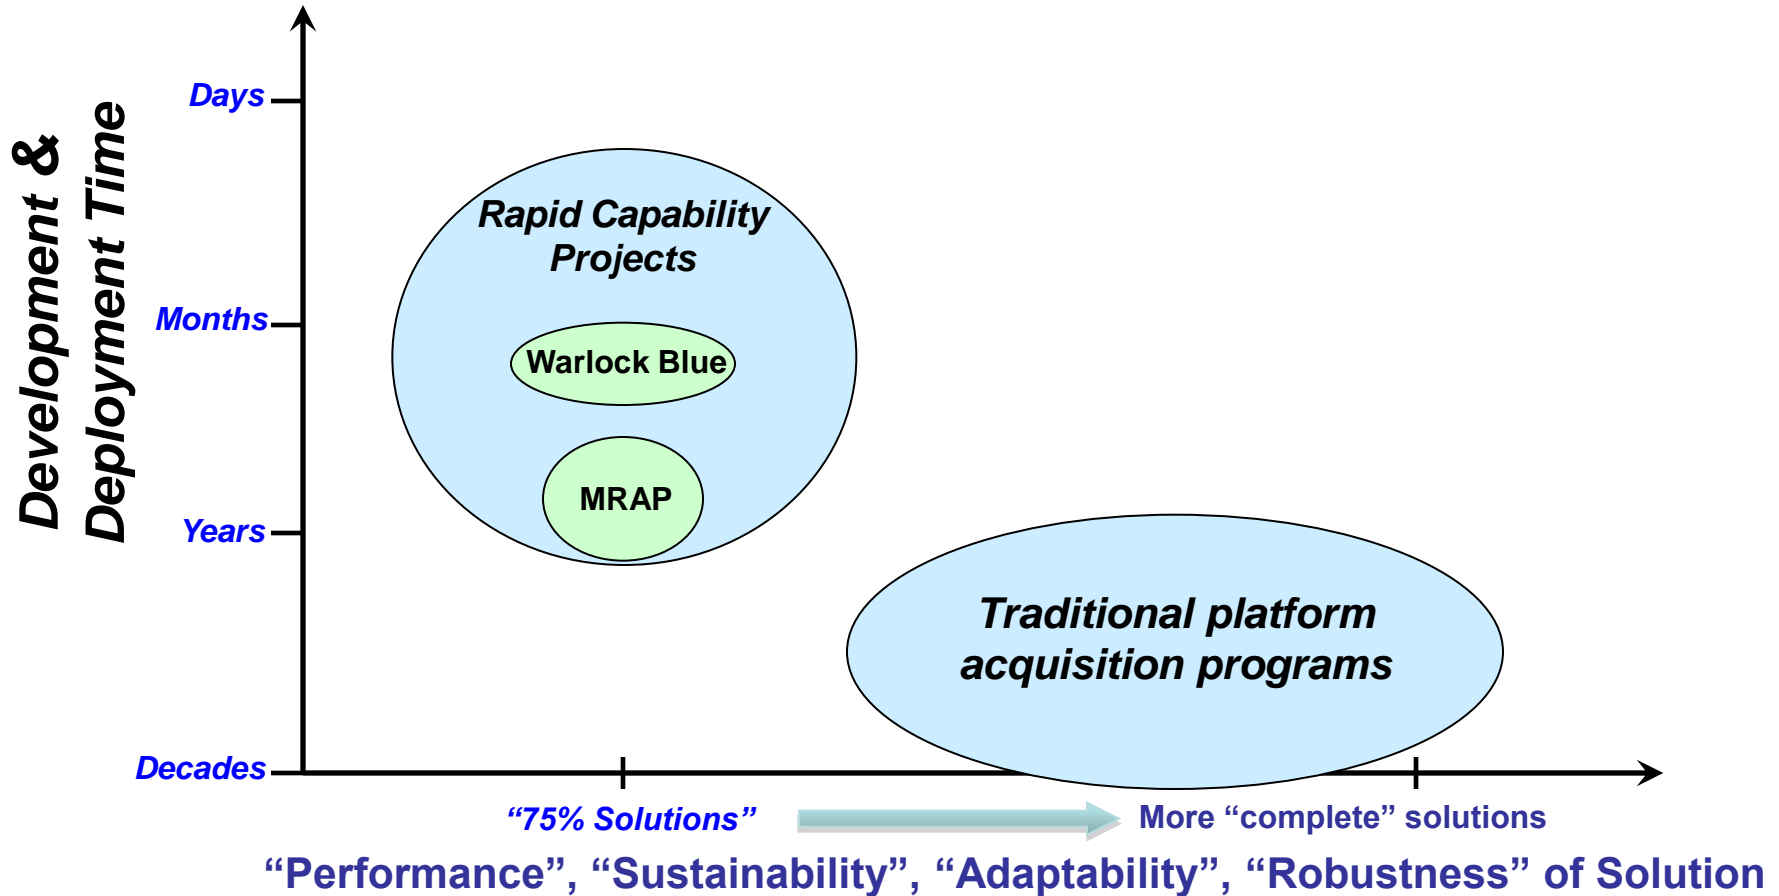 Development &
Deployment Time
Days
Months
Years
Decades
Rapid Capability
Projects
Warlock Blue
MRAP
Traditional platform
acquisition programs
“75% Solutions”
More “complete” solutions
“Performance”, “Sustainability”, “Adaptability”, “Robustness” of Solution